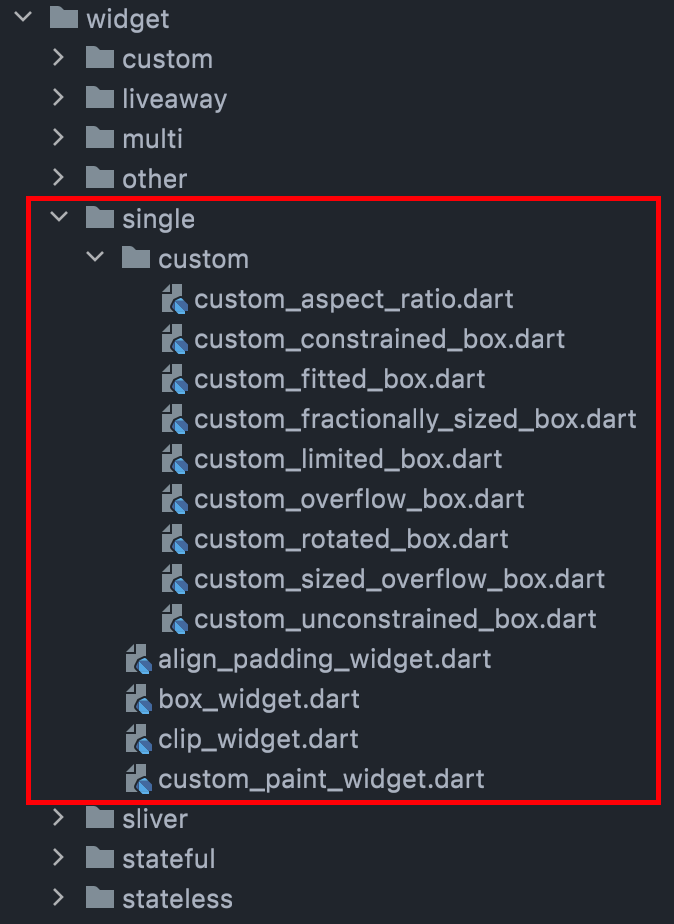 widget
custom
liveaway
multi
other
single
custom
custom_aspect_ratio.dart
custom_constrained_box.dart
custom_fitted_box.dart
custom_fractionally_sized_box.dart
custom_limited_box.dart
custom_overflow_box.dart
custom_rotated_box.dart
custom_sized_overflow_box.dart
custom_unconstrained_box.dart
align_padding_widget.dart
box_widget.dart
clip_widget.dart
custom_paint_widget.dart
sliver
stateful
stateless